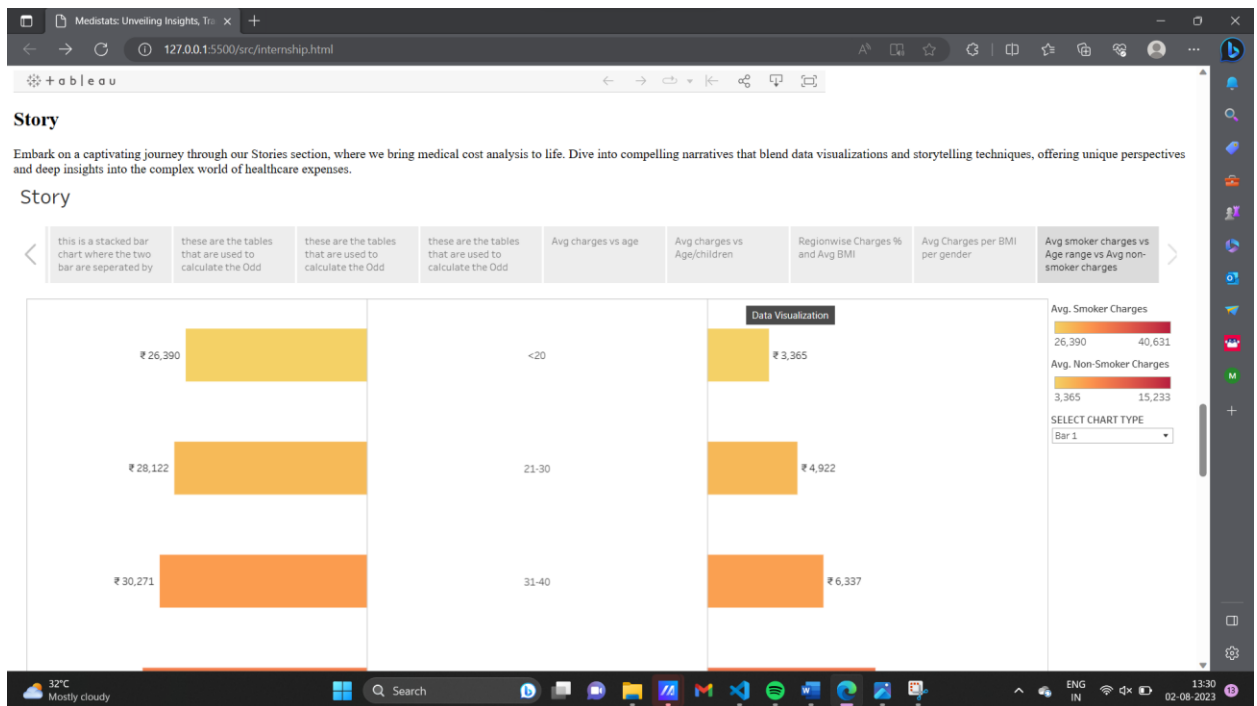 Medistats: Unveiling Insights, Tra
127.0.0.1:5500/src/internship.html
+ableau
Story
Embark on a captivating journey through our Stories section, where we bring medical cost analysis to life. Dive into compelling narratives that blend data visualizations and storytelling techniques, offering unique perspectives
and deep insights into the complex world of healthcare expenses.
Story
this is a stacked bar
chart where the two
bar are seperated by
these are the tables
that are used to
calculate the Odd
these are the tables
that are used to
calculate the Odd
these are the tables
that are used to
calculate the Odd
Avg charges vs age
Avg charges vs
Age/children
Regionwise Charges %
and Avg BMI
Avg Charges per BMI
per gender
Avg smoker charges vs
Age range vs Avg non-
smoker charges
Data Visualization
₹ 26,390
<20
₹ 3,365
₹ 28,122
21-30
₹ 4,922
₹ 30,271
31-40
₹ 6,337
Avg. Smoker Charges
26,390 40,631
Avg. Non-Smoker Charges
3,365 15,233
SELECT CHART TYPE
Bar 1
M
32°C
Mostly cloudy
Search
ENG
IN
13:30
02-08-2023
13